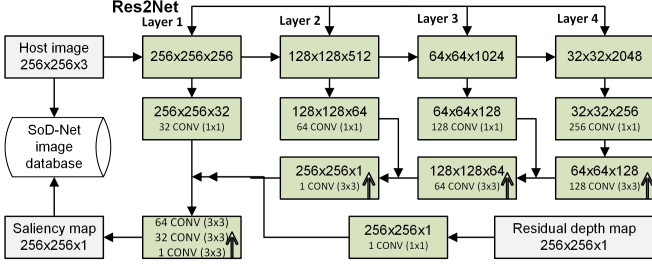 Res2Net
Layer 1
Layer 2
Layer 3
Layer 4
Host image
256x256x3
256x256x256
128x128x512
64x64x1024
32x32x2048
256x256x32
32 CONV (1x1)
128x128x64
64 CONV (1x1)
64x64x128
128 CONV (1x1)
32x32x256
256 CONV (1x1)
SoD-Net
image
database
256x256x1
1 CONV (3x3)
128x128x64
64 CONV (3x3)
64x64x128
128 CONV (3x3)
Saliency map
256x256x1
64 CONV (3x3)
32 CONV (3x3)
1 CONV (3x3)
256x256x1
1 CONV (1x1)
Residual depth map
256x256x1